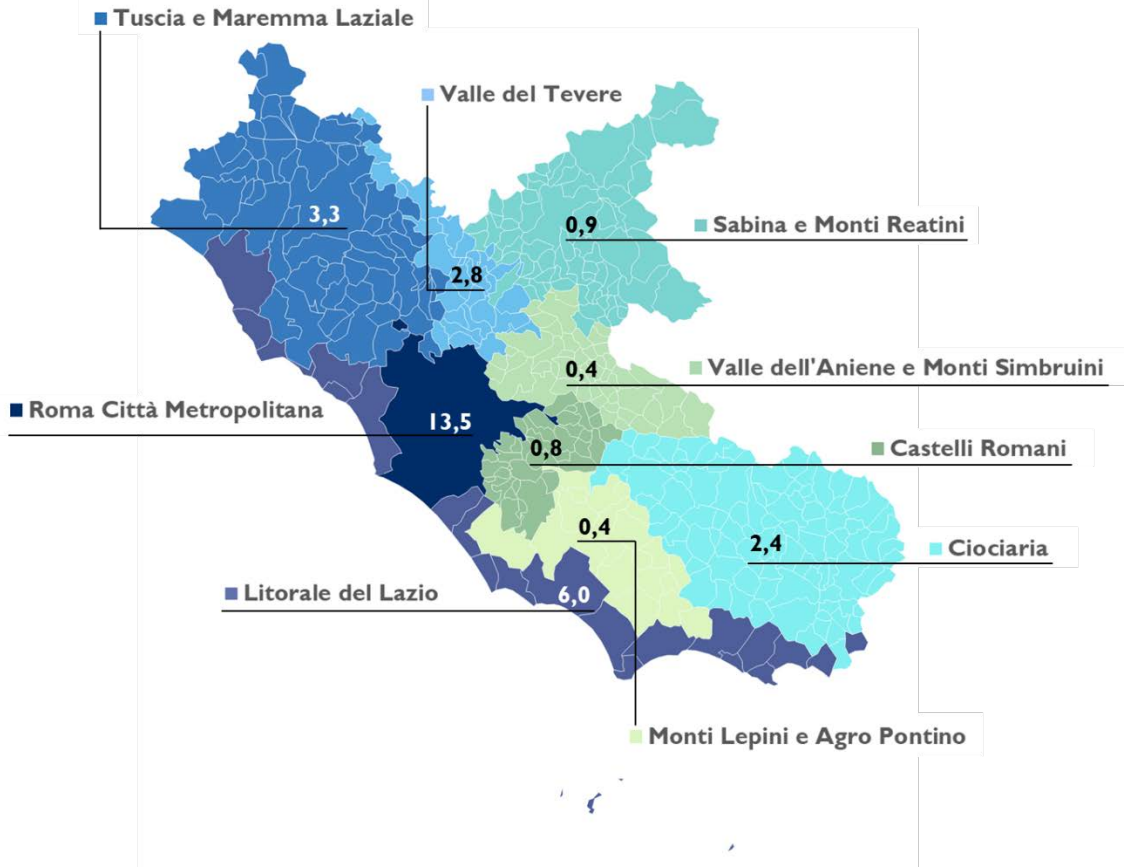 Tuscia e Maremma Laziale
Valle del Tevere
3,3
0,9
Sabina e Monti Reatini
2,8
0,4
Valle dell'Aniene e Monti Simbruini
Roma Città Metropolitana
13,5
0,8
Castelli Romani
0,4
2,4
Ciociaria
Litorale del Lazio
6,0
Monti Lepini e Agro Pontino